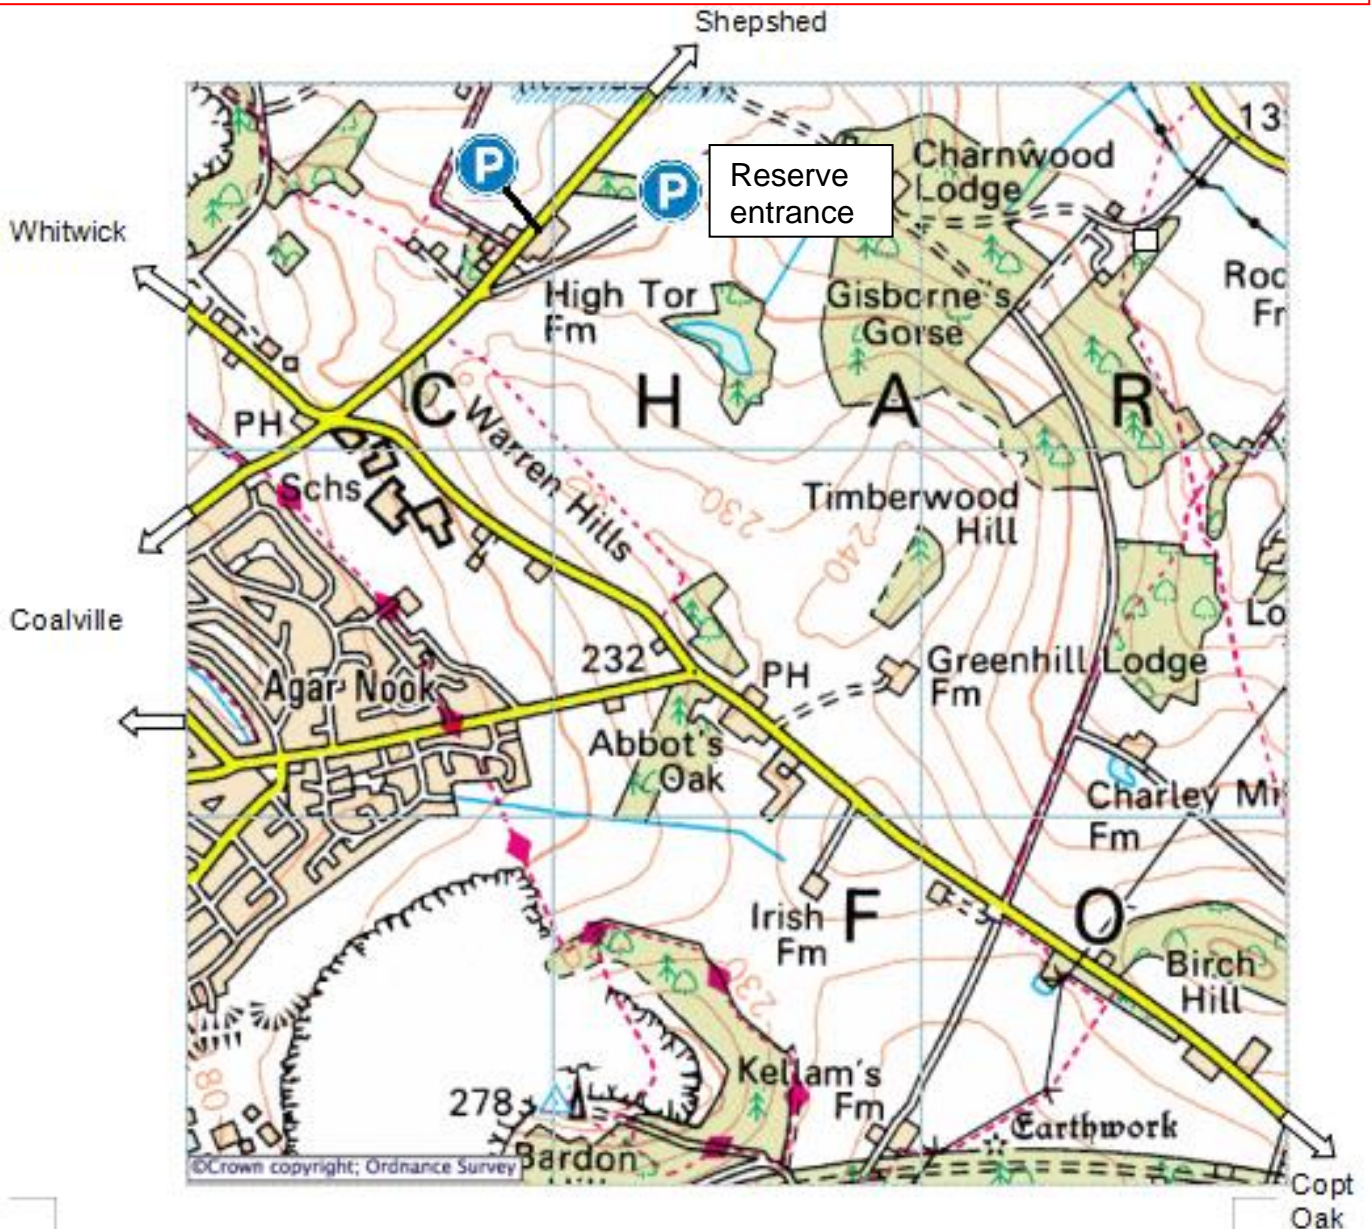 Shepshed
13
P
P
Reserve
entrance
Charnwood
Lodge
Whitwick
High Tor
Fm
Gisborne's
Gorse
Roc
Fr
PH
C H A R
Warren Hills
Schs
230
Timberwood
Hill
240
Coalville
Lo
232
PH
Greenhill Lodge
Fm
Agar Nook
Abbot's
Oak
Charley Mi
Fm
Irish
Fm
F O
Birch
Hill
230
Kellam's
Fm
278
80
Earthwork
©Crown copyright; Ordnance Survey
Bardon
Copt
Oak